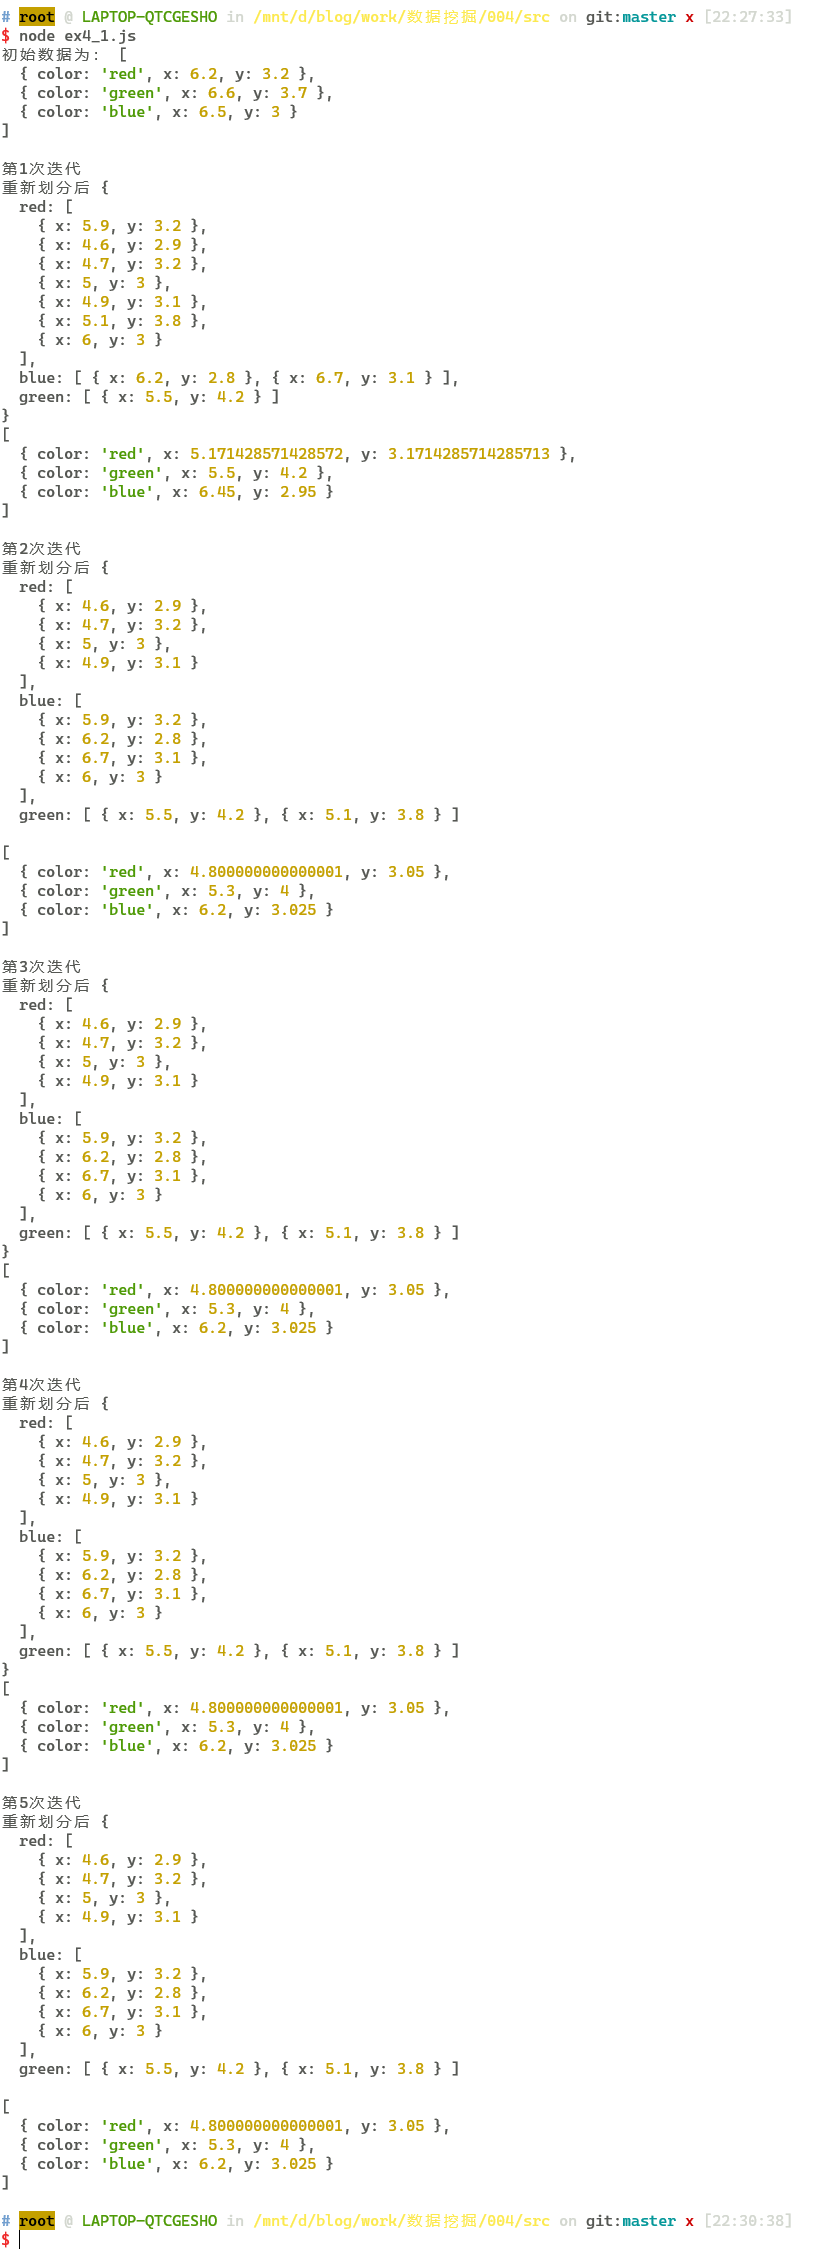 # root @ LAPTOP-QTCGESHO in /mnt/d/blog/work/数据挖掘/004/src on git:master x [22:27:33]
$ node ex4_1.js
初始数据为： [
  { color: 'red', x: 6.2, y: 3.2 },
  { color: 'green', x: 6.6, y: 3.7 },
  { color: 'blue', x: 6.5, y: 3 }
]

第1次迭代
重新划分后 {
  red: [
    { x: 5.9, y: 3.2 },
    { x: 4.6, y: 2.9 },
    { x: 4.7, y: 3.2 },
    { x: 5, y: 3 },
    { x: 4.9, y: 3.1 },
    { x: 5.1, y: 3.8 },
    { x: 6, y: 3 }
  ],
  blue: [ { x: 6.2, y: 2.8 }, { x: 6.7, y: 3.1 } ],
  green: [ { x: 5.5, y: 4.2 } ]
}
[
  { color: 'red', x: 5.171428571428572, y: 3.1714285714285713 },
  { color: 'green', x: 5.5, y: 4.2 },
  { color: 'blue', x: 6.45, y: 2.95 }
]

第2次迭代
重新划分后 {
  red: [
    { x: 4.6, y: 2.9 },
    { x: 4.7, y: 3.2 },
    { x: 5, y: 3 },
    { x: 4.9, y: 3.1 }
  ],
  blue: [
    { x: 5.9, y: 3.2 },
    { x: 6.2, y: 2.8 },
    { x: 6.7, y: 3.1 },
    { x: 6, y: 3 }
  ],
  green: [ { x: 5.5, y: 4.2 }, { x: 5.1, y: 3.8 } ]

[
  { color: 'red', x: 4.800000000000001, y: 3.05 },
  { color: 'green', x: 5.3, y: 4 },
  { color: 'blue', x: 6.2, y: 3.025 }
]

第3次迭代
重新划分后 {
  red: [
    { x: 4.6, y: 2.9 },
    { x: 4.7, y: 3.2 },
    { x: 5, y: 3 },
    { x: 4.9, y: 3.1 }
  ],
  blue: [
    { x: 5.9, y: 3.2 },
    { x: 6.2, y: 2.8 },
    { x: 6.7, y: 3.1 },
    { x: 6, y: 3 }
  ],
  green: [ { x: 5.5, y: 4.2 }, { x: 5.1, y: 3.8 } ]
}
[
  { color: 'red', x: 4.800000000000001, y: 3.05 },
  { color: 'green', x: 5.3, y: 4 },
  { color: 'blue', x: 6.2, y: 3.025 }
]

第4次迭代
重新划分后 {
  red: [
    { x: 4.6, y: 2.9 },
    { x: 4.7, y: 3.2 },
    { x: 5, y: 3 },
    { x: 4.9, y: 3.1 }
  ],
  blue: [
    { x: 5.9, y: 3.2 },
    { x: 6.2, y: 2.8 },
    { x: 6.7, y: 3.1 },
    { x: 6, y: 3 }
  ],
  green: [ { x: 5.5, y: 4.2 }, { x: 5.1, y: 3.8 } ]
}
[
  { color: 'red', x: 4.800000000000001, y: 3.05 },
  { color: 'green', x: 5.3, y: 4 },
  { color: 'blue', x: 6.2, y: 3.025 }
]

第5次迭代
重新划分后 {
  red: [
    { x: 4.6, y: 2.9 },
    { x: 4.7, y: 3.2 },
    { x: 5, y: 3 },
    { x: 4.9, y: 3.1 }
  ],
  blue: [
    { x: 5.9, y: 3.2 },
    { x: 6.2, y: 2.8 },
    { x: 6.7, y: 3.1 },
    { x: 6, y: 3 }
  ],
  green: [ { x: 5.5, y: 4.2 }, { x: 5.1, y: 3.8 } ]

[
  { color: 'red', x: 4.800000000000001, y: 3.05 },
  { color: 'green', x: 5.3, y: 4 },
  { color: 'blue', x: 6.2, y: 3.025 }
]

# root @ LAPTOP-QTCGESHO in /mnt/d/blog/work/数据挖掘/004/src on git:master x [22:30:38]
$